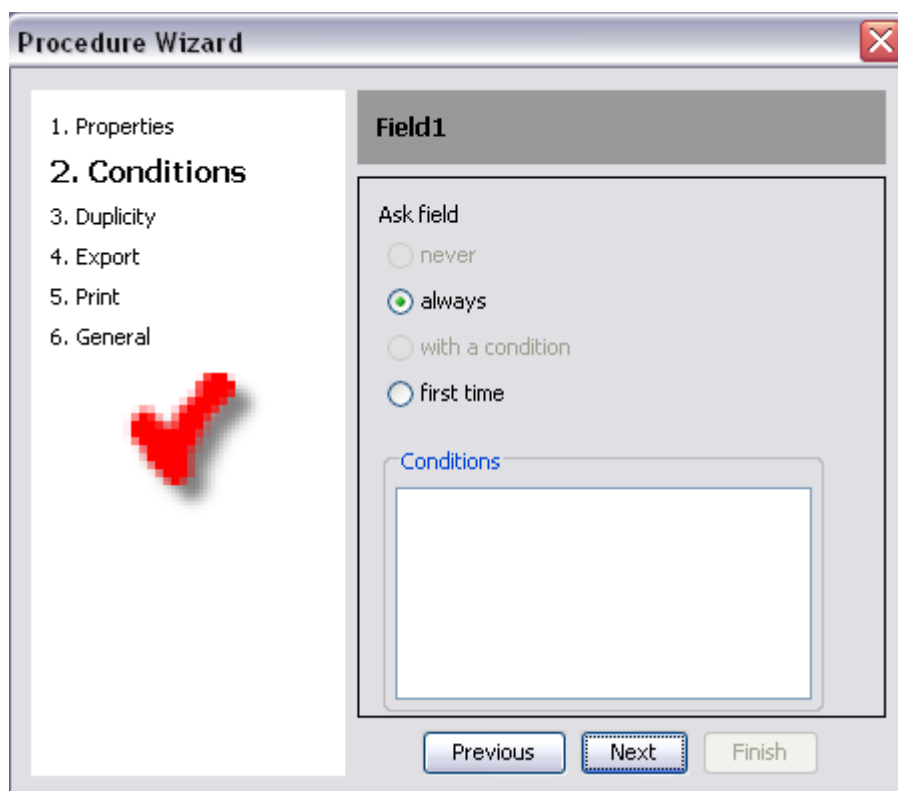 Procedure Wizard
1. Properties
2. Conditions
3. Duplicity
4. Export
5. Print
6. General
Field1
Ask field
never
always
with a condition
first time
Conditions
Previous Next Finish